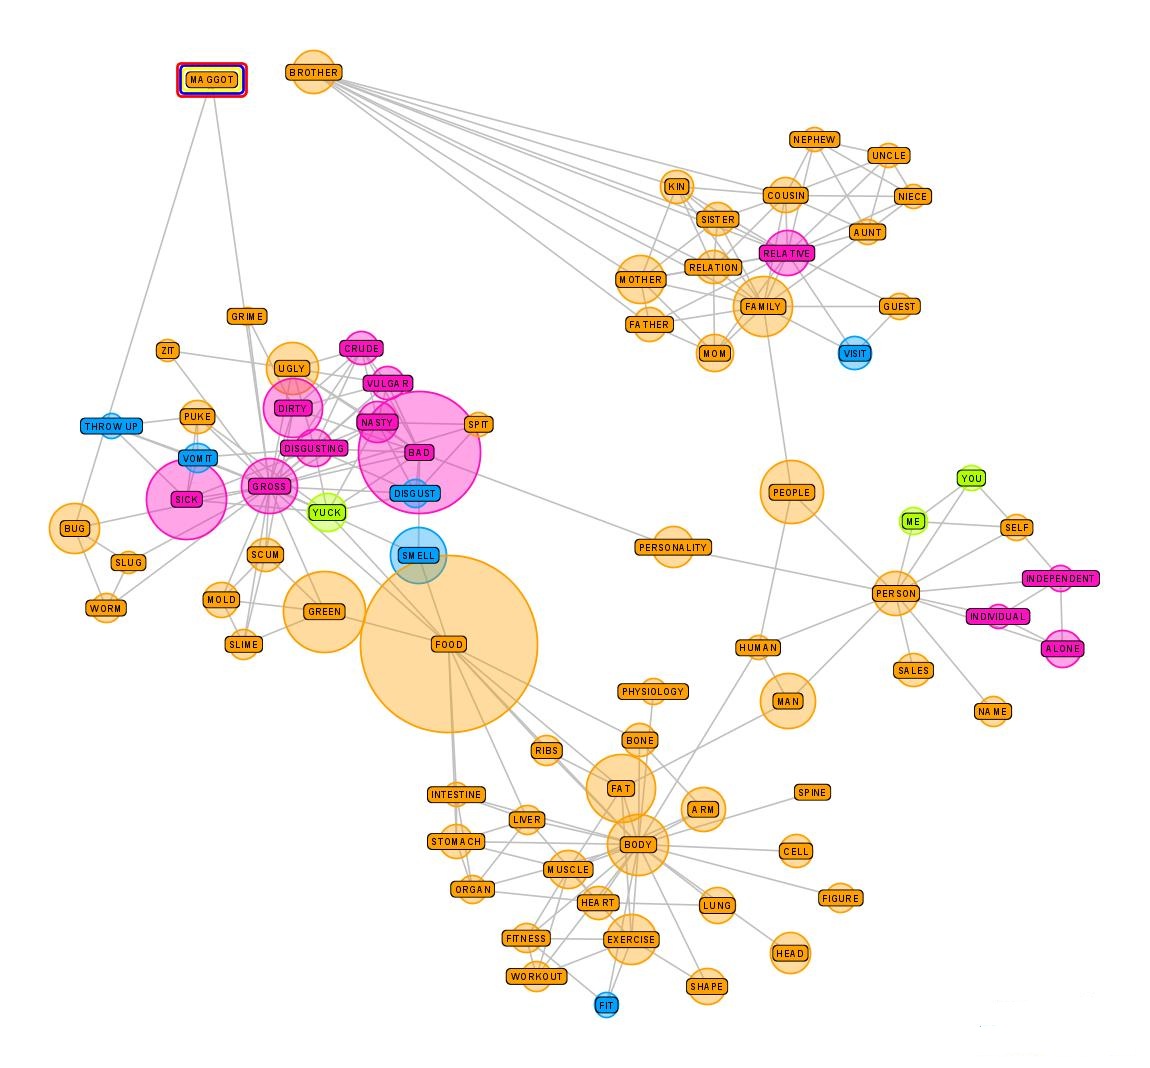 BROTHER
MAGGOT
NEPHEW
UNCLE
KIN
COUSIN
NIECE
SISTER
AUNT
RELATIVE
RELATION
MOTHER
FAMILY
GUEST
GRIME
FATHER
CRUDE
ZIT
MOM
VISIT
UGLY
VULGAR
DIRTY
PUKE
NASTY
SPIT
THROW UP
DISGUSTING
BAD
VOMIT
YOU
GROSS
PEOPLE
DISGUST
SICK
YUCK
ME
BUG
SELF
PERSONALITY
SCUM
SMELL
SLUG
INDEPENDENT
PERSON
MOLD
WORM
GREEN
INDIVIDUAL
SLIME
FOOD
HUMAN
ALONE
SALES
PHYSIOLOGY
MAN
NAME
BONE
RIBS
FAT
SPINE
INTESTINE
ARM
LIVER
STOMACH
BODY
CELL
MUSCLE
ORGAN
FIGURE
HEART
LUNG
FITNESS
EXERCISE
HEAD
WORKOUT
SHAPE
FIT